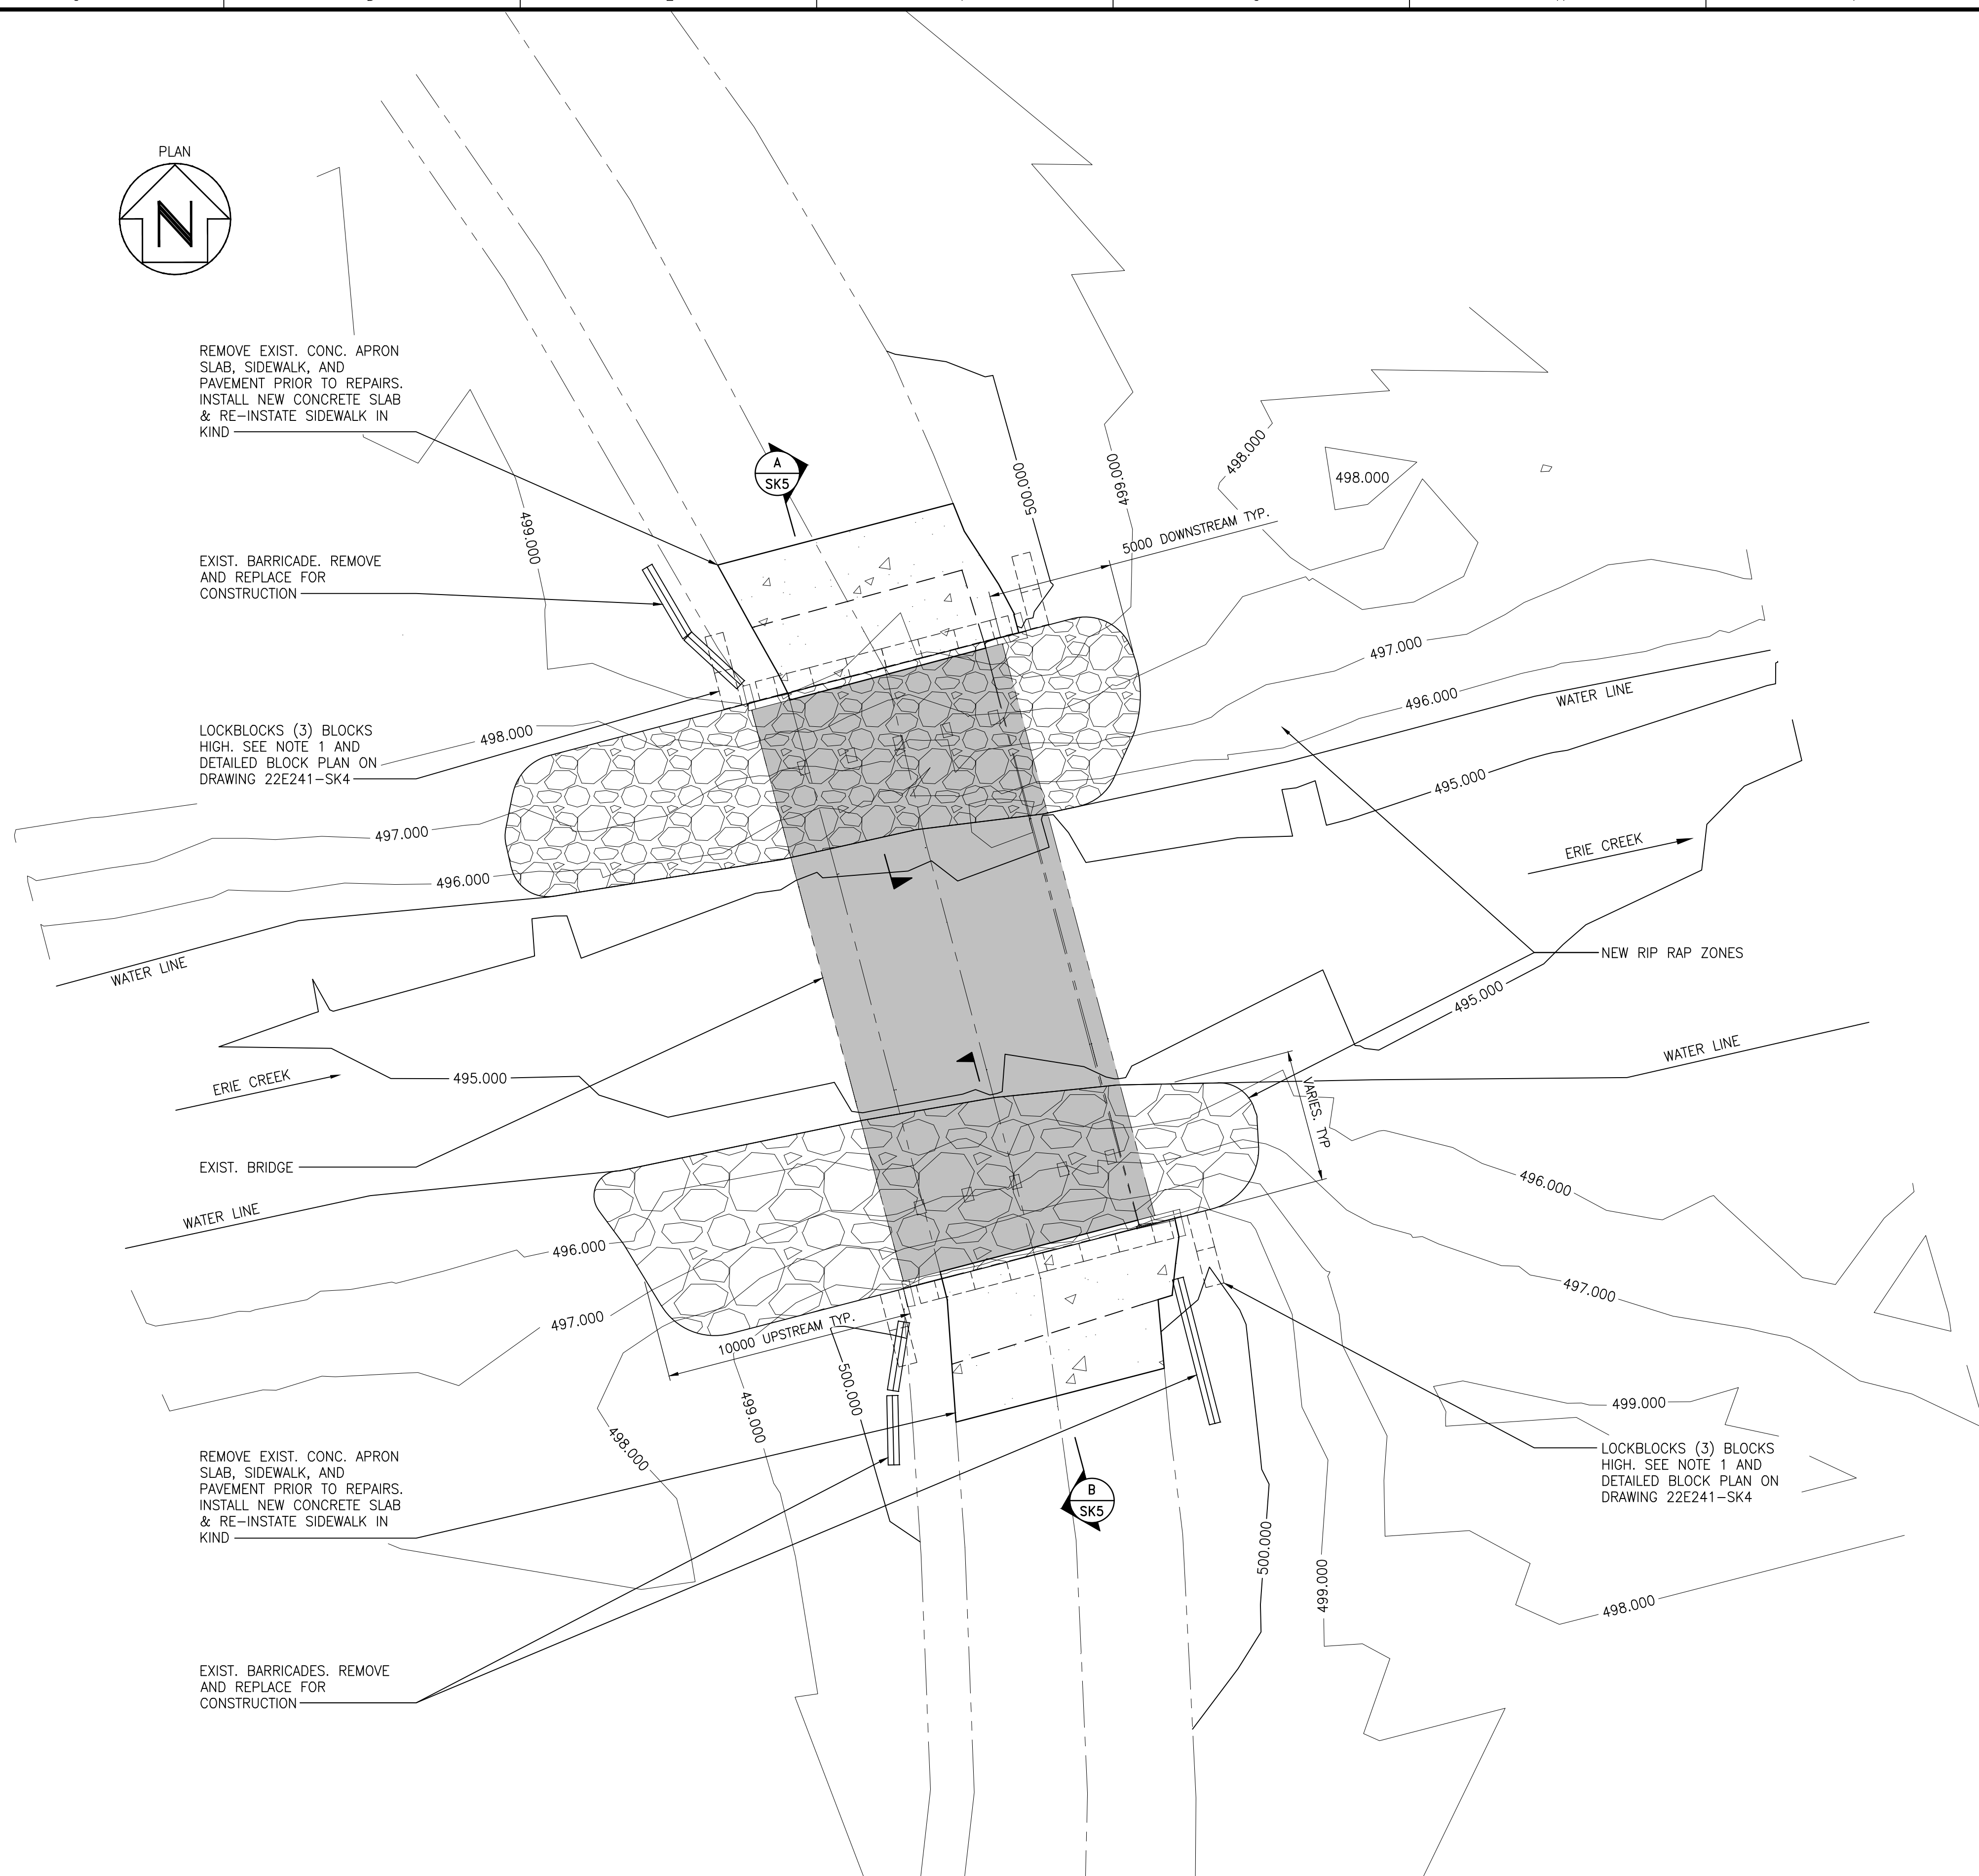 PLAN
N
REMOVE EXIST. CONC. APRON
SLAB, SIDEWALK, AND
PAVEMENT PRIOR TO REPAIRS.
INSTALL NEW CONCRETE SLAB
& RE-INSTATE SIDEWALK IN
KIND
A
SK5
499.000
500.000
499.000
498.000
498.000
5000 DOWNSTREAM TYP.
EXIST. BARRICADE. REMOVE
AND REPLACE FOR
CONSTRUCTION
LOCKBLOCKS (3) BLOCKS
HIGH. SEE NOTE 1 AND
DETAILED BLOCK PLAN ON
DRAWING 22E241-SK4
498.000
497.000
496.000
WATER LINE
497.000
496.000
WATER LINE
495.000
ERIE CREEK
NEW RIP RAP ZONES
495.000
WATER LINE
ERIE CREEK
495.000
VARIES. TYP
EXIST. BRIDGE
WATER LINE
496.000
497.000
496.000
497.000
10000 UPSTREAM TYP.
500.000
499.000
498.000
499.000
LOCKBLOCKS (3) BLOCKS
HIGH. SEE NOTE 1 AND
DETAILED BLOCK PLAN ON
DRAWING 22E241-SK4
REMOVE EXIST. CONC. APRON
SLAB, SIDEWALK, AND
PAVEMENT PRIOR TO REPAIRS.
INSTALL NEW CONCRETE SLAB
& RE-INSTATE SIDEWALK IN
KIND
B
SK5
500.000
499.000
498.000
EXIST. BARRICADES. REMOVE
AND REPLACE FOR
CONSTRUCTION